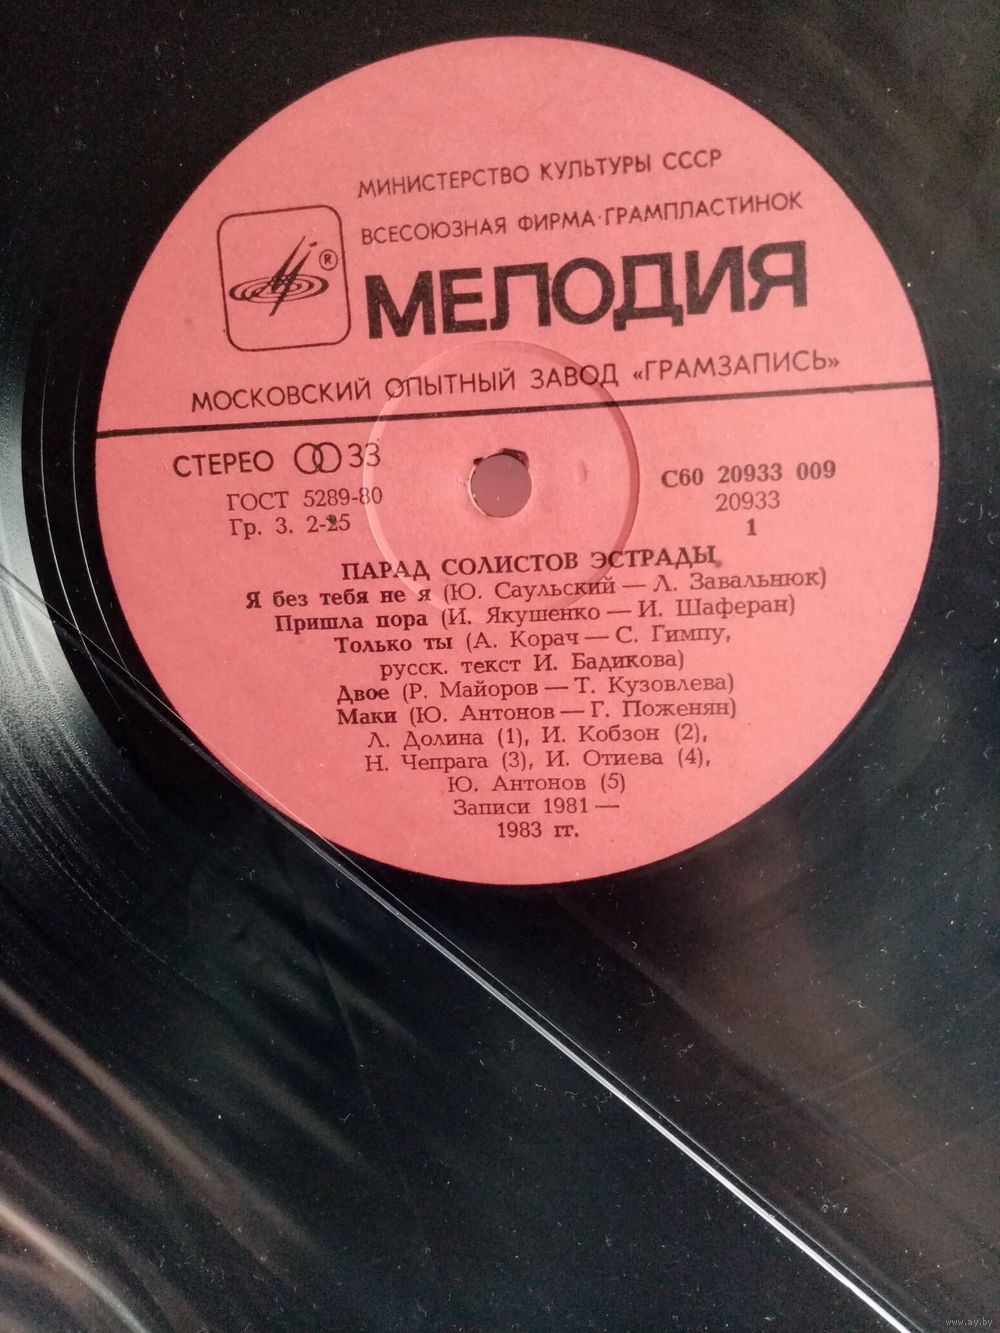 МИНИСТЕРСТВО КУЛЬТУРЫ СССР
ВСЕСОЮЗНАЯ ФИРМА·ГРАМПЛАСТИНОК
®
МЕЛОДИЯ
МОСКОВСКИЙ ОПЫТНЫЙ ЗАВОД «ГРАМЗАПИСЬ»
СТЕРЕО 33
ГОСТ 5289-80
Гр. 3. 2-25
С60 20933 009
20933
1
ПАРАД СОЛИСТОВ ЭСТРАДЫ
Я без тебя не я (Ю. Саульский — Л. Завальнюк)
Пришла пора (И. Якушенко — И. Шаферан)
Только ты (А. Корач — С. Гимпу,
русск. текст И. Бадикова)
Двое (Р. Майоров — Т. Кузовлева)
Маки (Ю. Антонов — Г. Поженян)
Л. Долина (1), И. Кобзон (2),
Н. Чепрага (3), И. Отиева (4),
Ю. Антонов (5)
Записи 1981 —
1983 гг.
www.ay.by